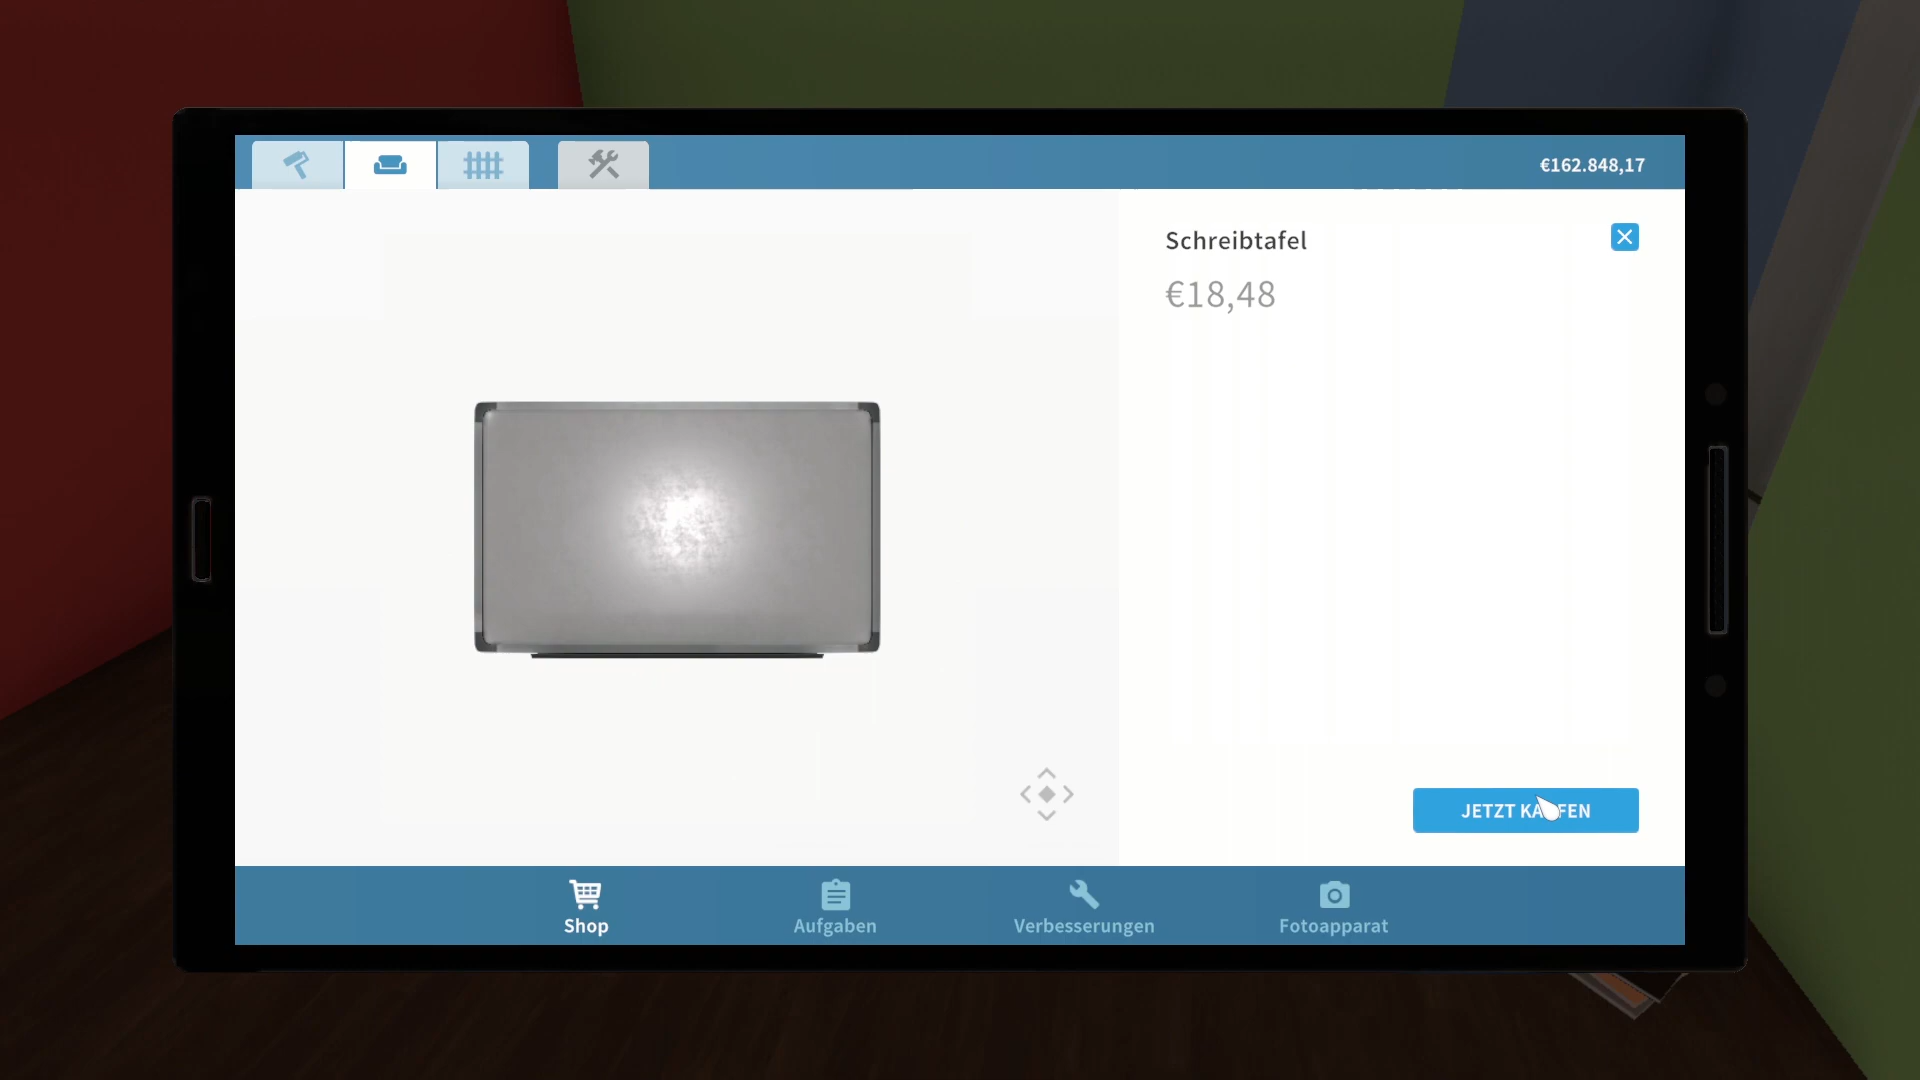 €162.848,17
Schreibtafel
€18,48
JETZT KAUFEN
Shop
Aufgaben
Verbesserungen
Fotoapparat